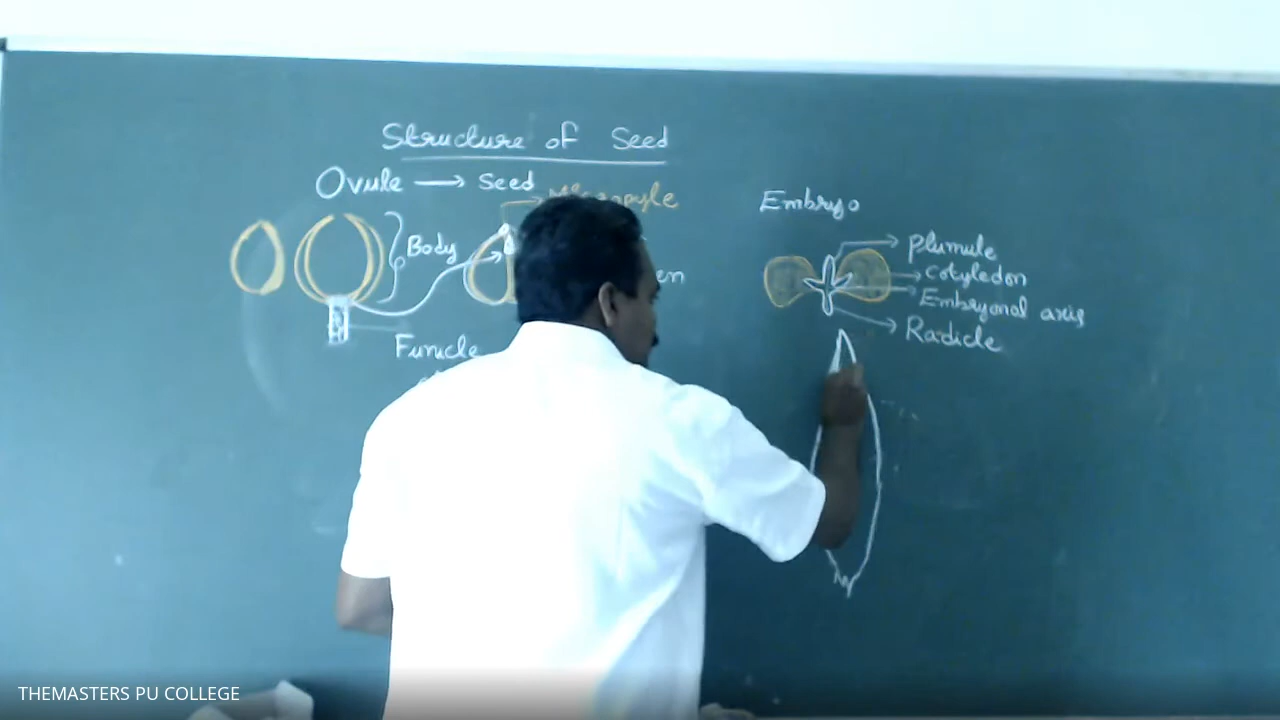 Structure of Seed
Ovule → Seed
Micropyle
Body
Funicle
Embryo
Plumule
cotyledon
Embryonal axis
Radicle
THEMASTERS PU COLLEGE